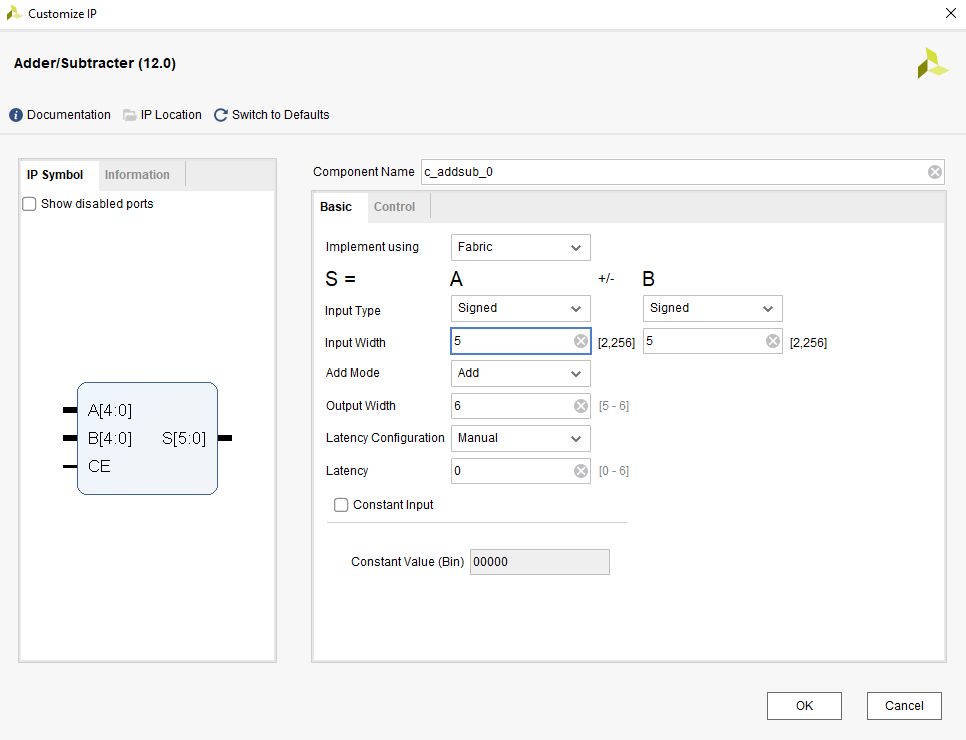 Customize IP
Adder/Subtracter (12.0)
Documentation IP Location Switch to Defaults
IP Symbol Information
Show disabled ports
A[4:0]
B[4:0] S[5:0]
CE
Component Name c_addsub_0
Basic Control
Implement using Fabric
S = A +/- B
Input Type Signed Signed
Input Width 5 [2,256] 5 [2,256]
Add Mode Add
Output Width 6 [5 - 6]
Latency Configuration Manual
Latency 0 [0 - 6]
Constant Input
Constant Value (Bin) 00000
OK Cancel